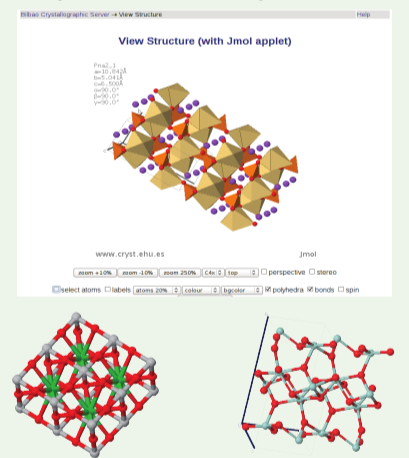 Bilbao Crystallographic Server → View Structure
Help
View Structure (with Jmol applet)
Pna2_1
a=10.842Å
b=5.041Å
c=6.500Å
α=90.0°
β=90.0°
γ=90.0°
www.cryst.ehu.es
Jmol
zoom +10% zoom -10% zoom 250% top perspective stereo
select atoms labels atoms 20% colour bgcolor polyhedra bonds spin